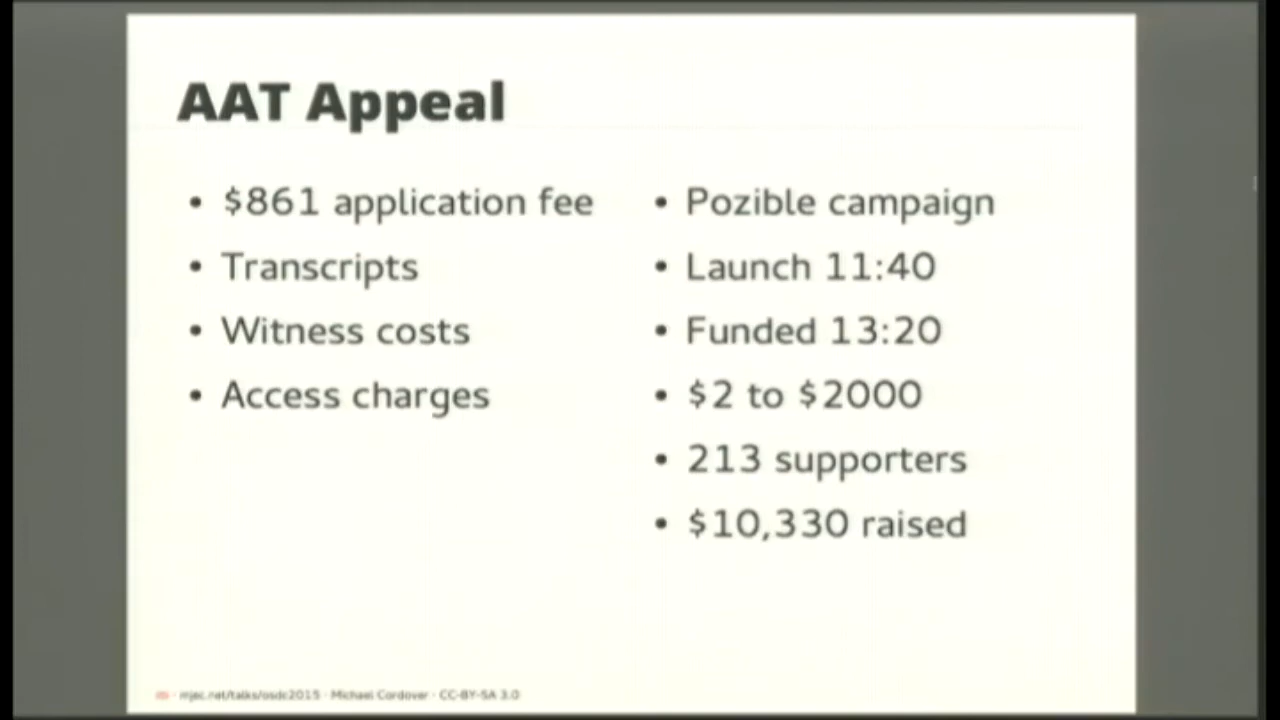 AAT Appeal
• $861 application fee
• Transcripts
• Witness costs
• Access charges
• Pozible campaign
• Launch 11:40
• Funded 13:20
• $2 to $2000
• 213 supporters
• $10,330 raised
mjec.net/talks/osdc2015 · Michael Cordover · CC-BY-SA 3.0